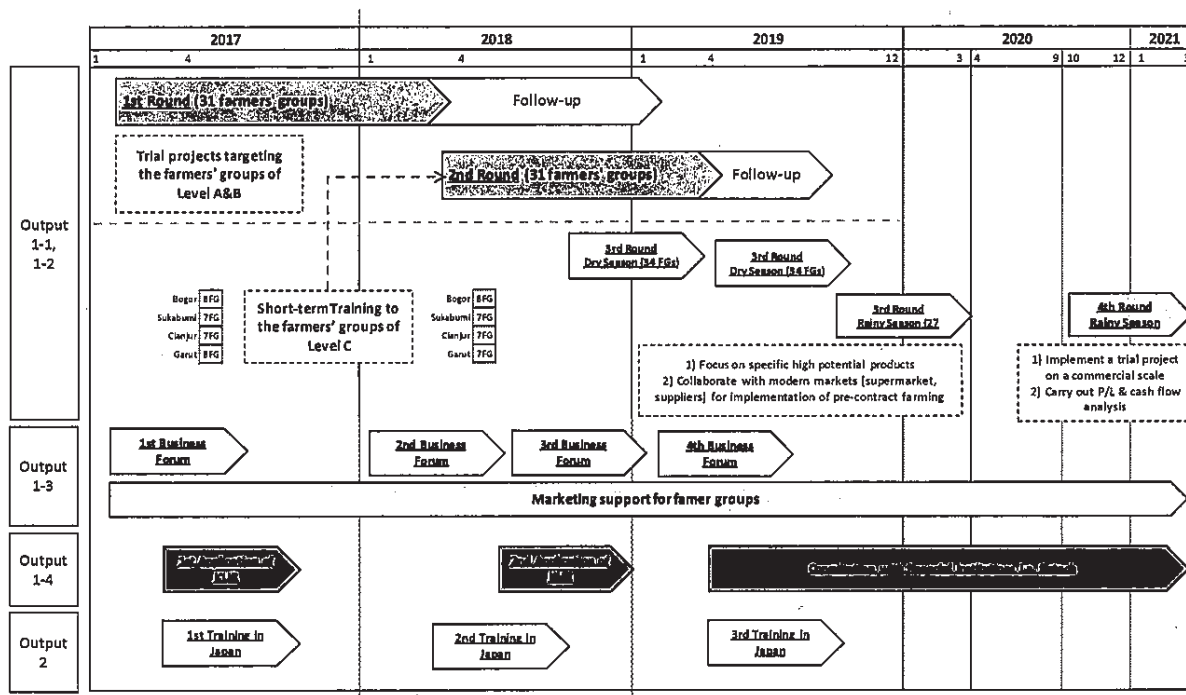 2017 2018 2019 2020 2021
1 4 1 4 1 4 12 3 4 9 10 12 1
1st Round (31 farmers' groups)
Follow-up
Trial projects targeting
the farmers' groups of
Level A&B
2nd Round (31 farmers' groups)
Follow-up
Output
1-1,
1-2
3rd Round
Dry Season (34 FGs)
3rd Round
Dry Season (34 FGs)
Bogor 8FG
Sukabumi 7FG
Cianjur 7FG
Garut 8FG
Short-term Training to
the farmers' groups of
Level C
Bogor 8FG
Sukabumi 7FG
Cianjur 7FG
Garut 7FG
3rd Round
Rainy Season (27
4th Round
Rainy Season
1) Focus on specific high potential products
2) Collaborate with modern markets (supermarket,
suppliers) for implementation of pre-contract farming
1) Implement a trial project
on a commercial scale
2) Carry out P/L & cash flow
analysis
Output
1-3
1st Business
Forum
2nd Business
Forum
3rd Business
Forum
4th Business
Forum
Marketing support for famer groups
Output
1-4
Application of
2nd Application of
Output
2
1st Training in
Japan
2nd Training in
Japan
3rd Training in
Japan